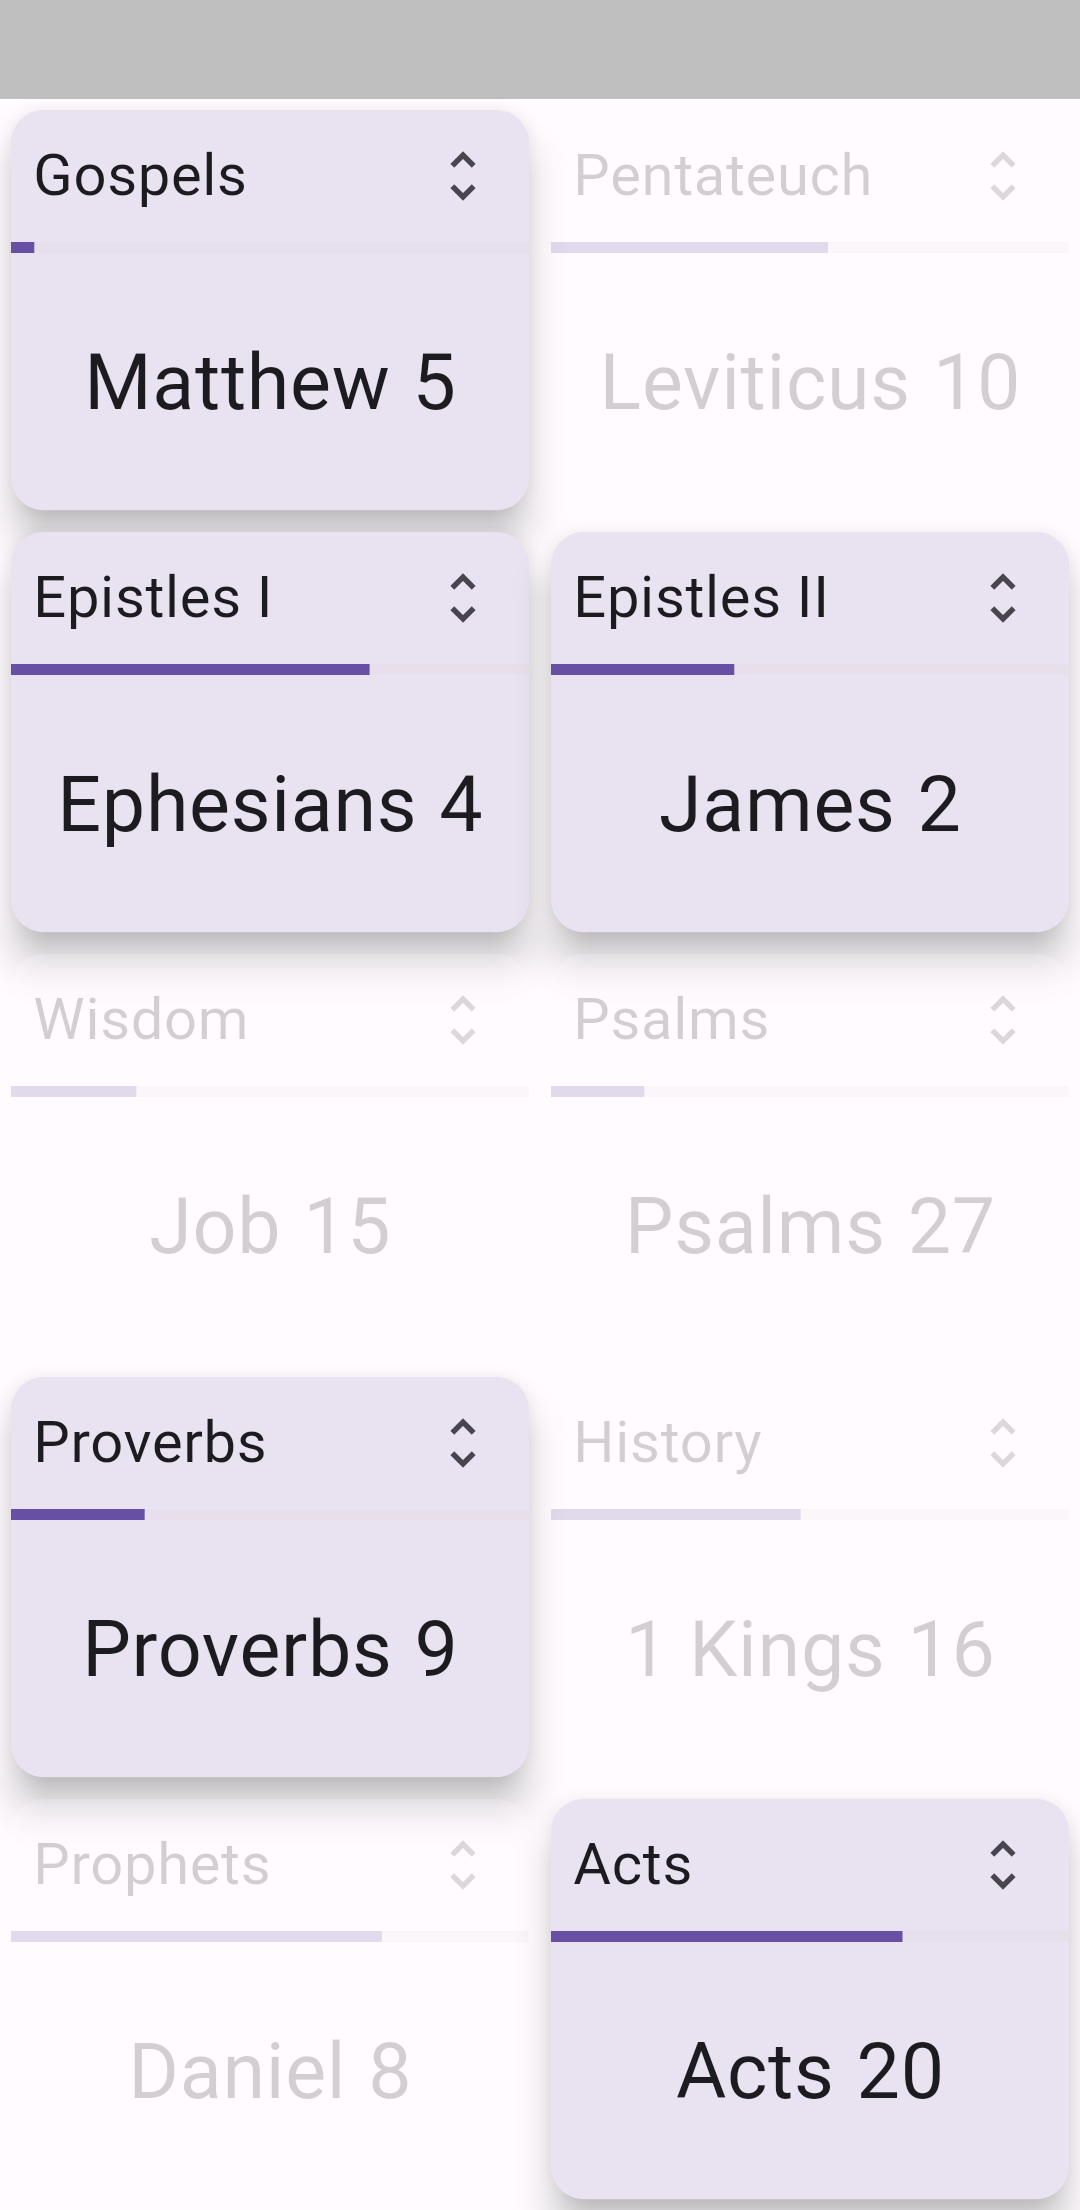 Gospels
Matthew 5
Pentateuch
Leviticus 10
Epistles I
Ephesians 4
Epistles II
James 2
Wisdom
Job 15
Psalms
Psalms 27
Proverbs
Proverbs 9
History
1 Kings 16
Prophets
Daniel 8
Acts
Acts 20